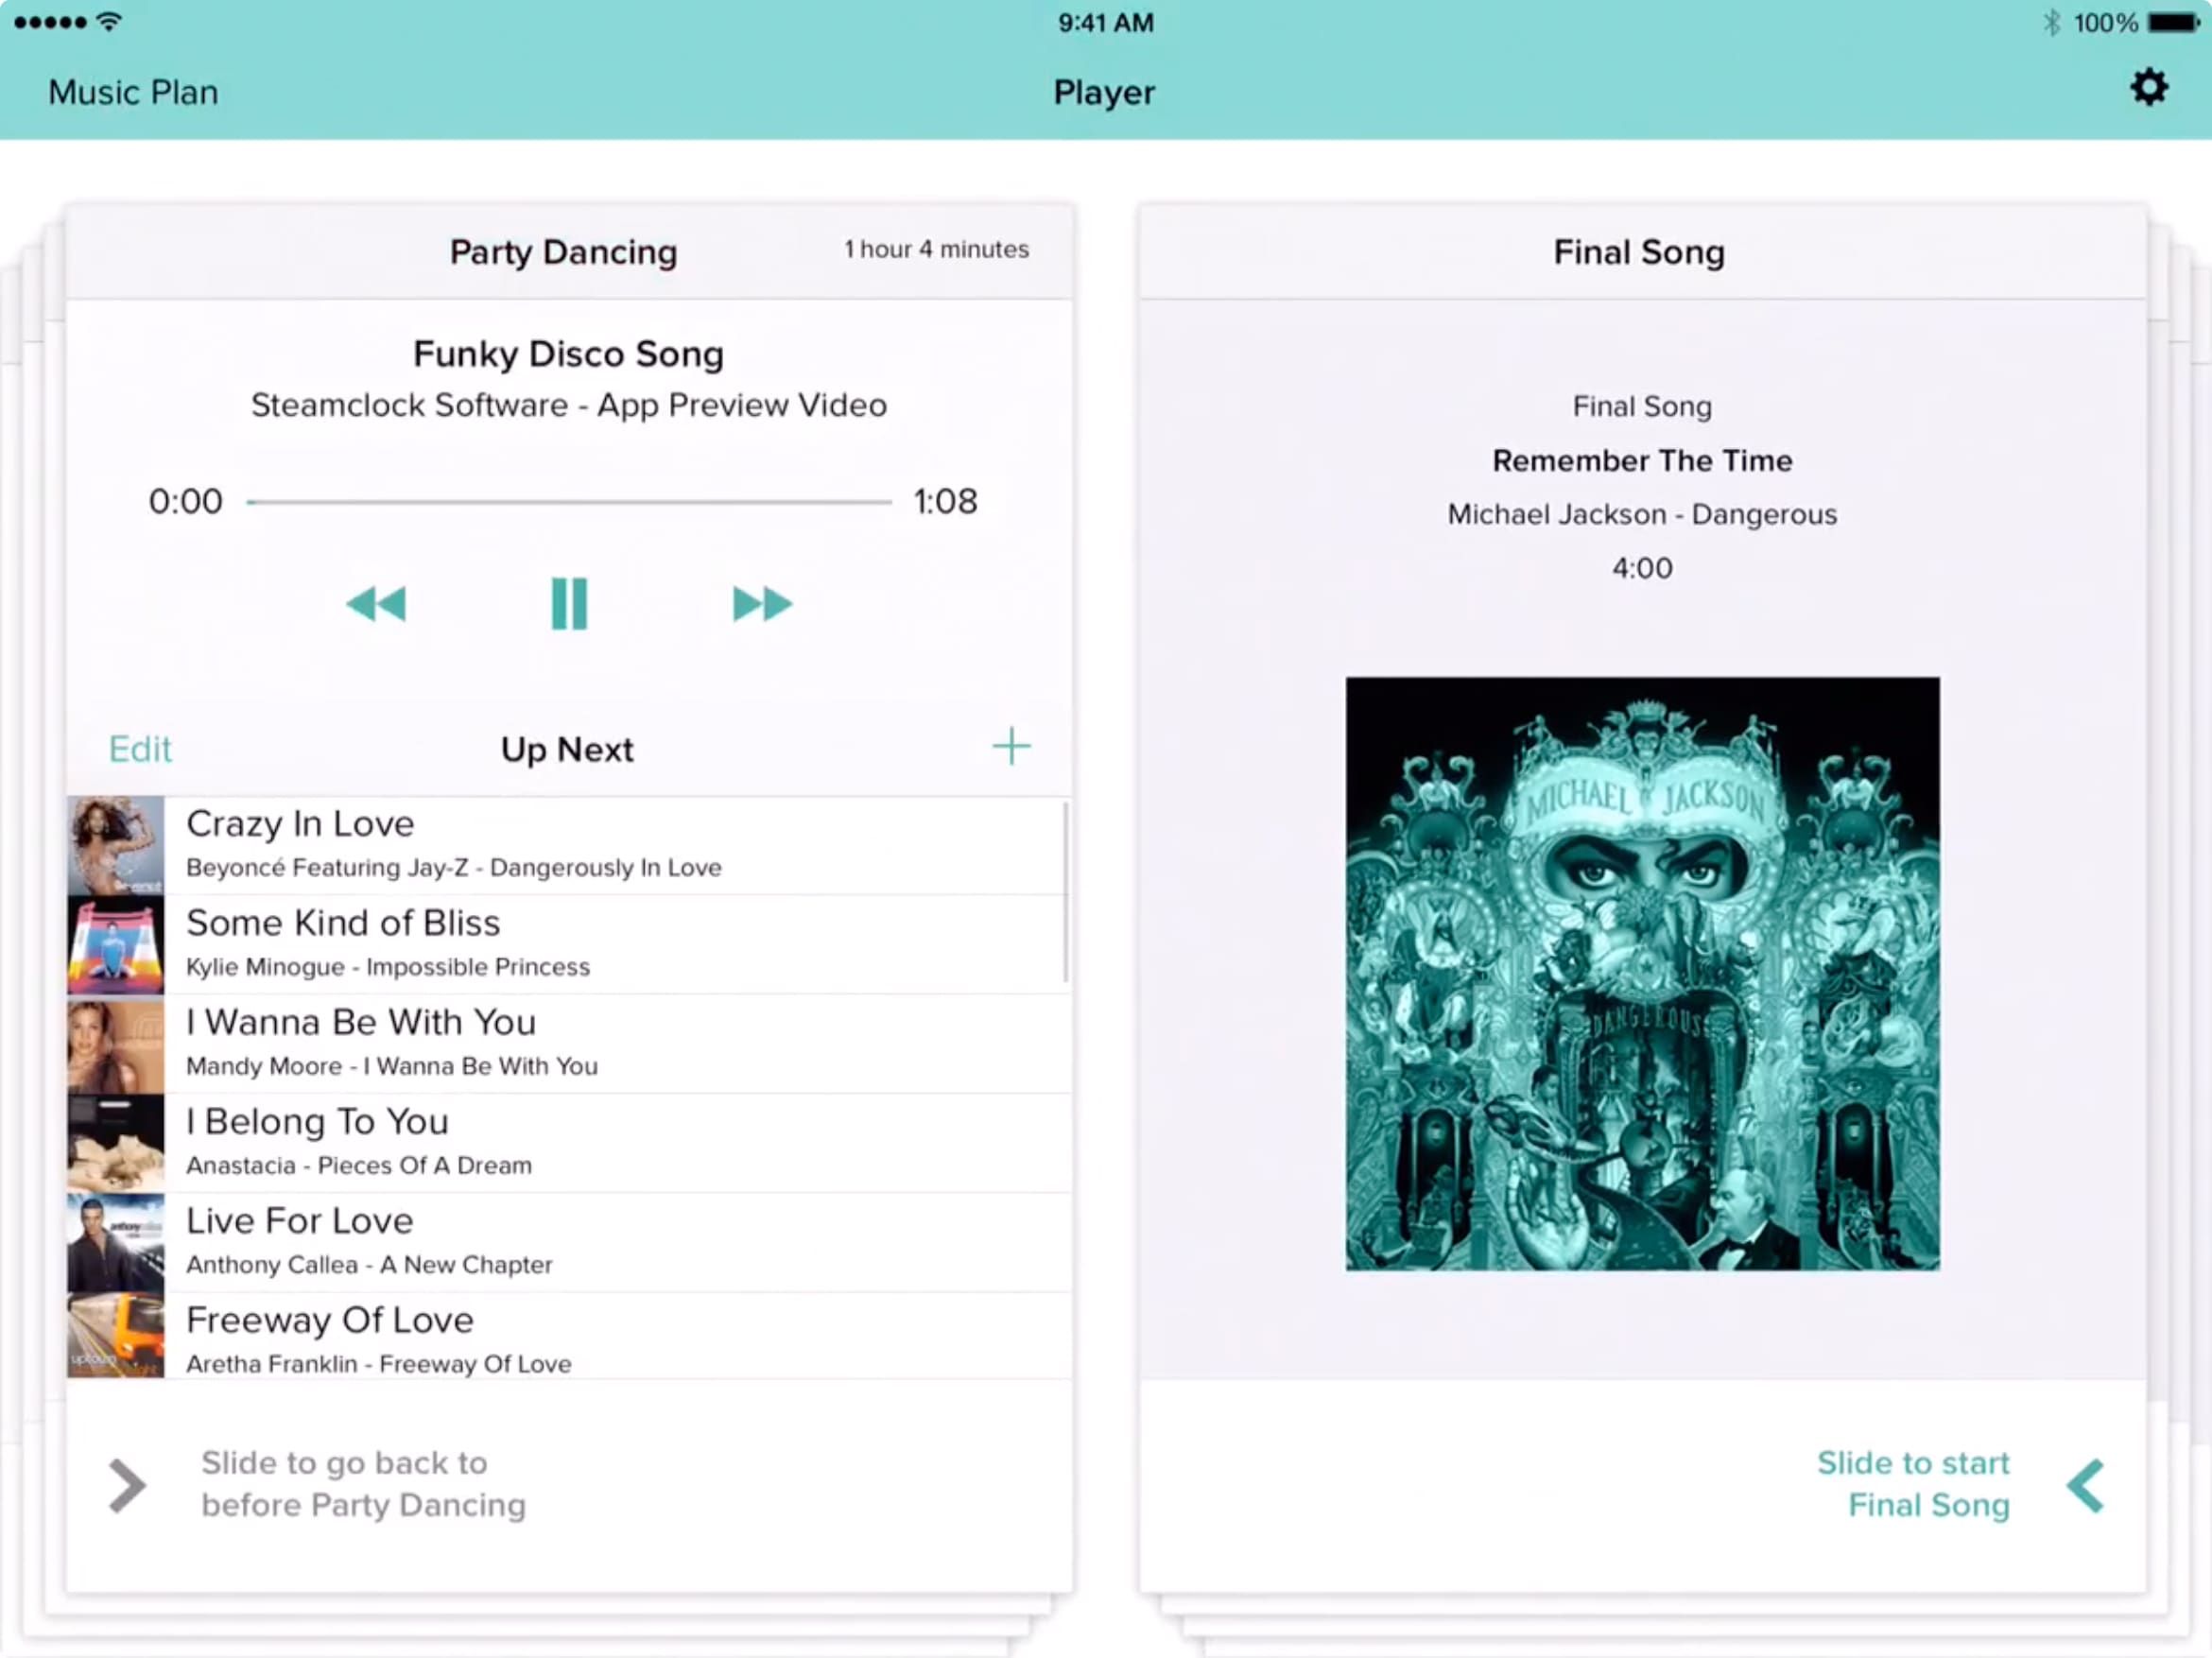 9:41 AM
100%
Music Plan
Player
Party Dancing
1 hour 4 minutes
Funky Disco Song
Steamclock Software - App Preview Video
0:00
1:08
Edit
Up Next
Crazy In Love
Beyoncé Featuring Jay-Z - Dangerously In Love
Some Kind of Bliss
Kylie Minogue - Impossible Princess
I Wanna Be With You
Mandy Moore - I Wanna Be With You
I Belong To You
Anastacia - Pieces Of A Dream
Live For Love
Anthony Callea - A New Chapter
Freeway Of Love
Aretha Franklin - Freeway Of Love
Slide to go back to
before Party Dancing
Final Song
Final Song
Remember The Time
Michael Jackson - Dangerous
4:00
MICHAEL JACKSON
DANGEROUS
Slide to start
Final Song